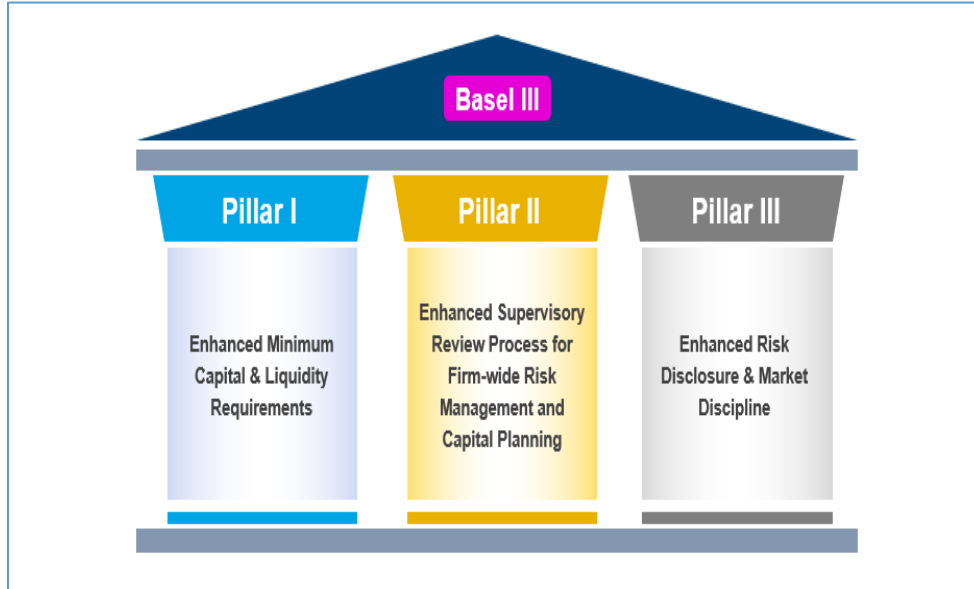 Basel III
Pillar I
Pillar II
Pillar III
Enhanced Minimum
Capital & Liquidity
Requirements
Enhanced Supervisory
Review Process for
Firm-wide Risk
Management and
Capital Planning
Enhanced Risk
Disclosure & Market
Discipline